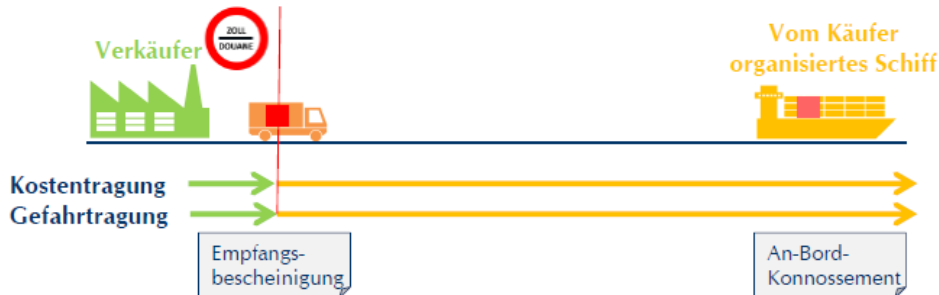 ZOLL
DOUANE
Verkäufer
Vom Käufer
organisiertes Schiff
Kostentragung
Gefahrtragung
Empfangs-
bescheinigung
An-Bord-
Konnossement